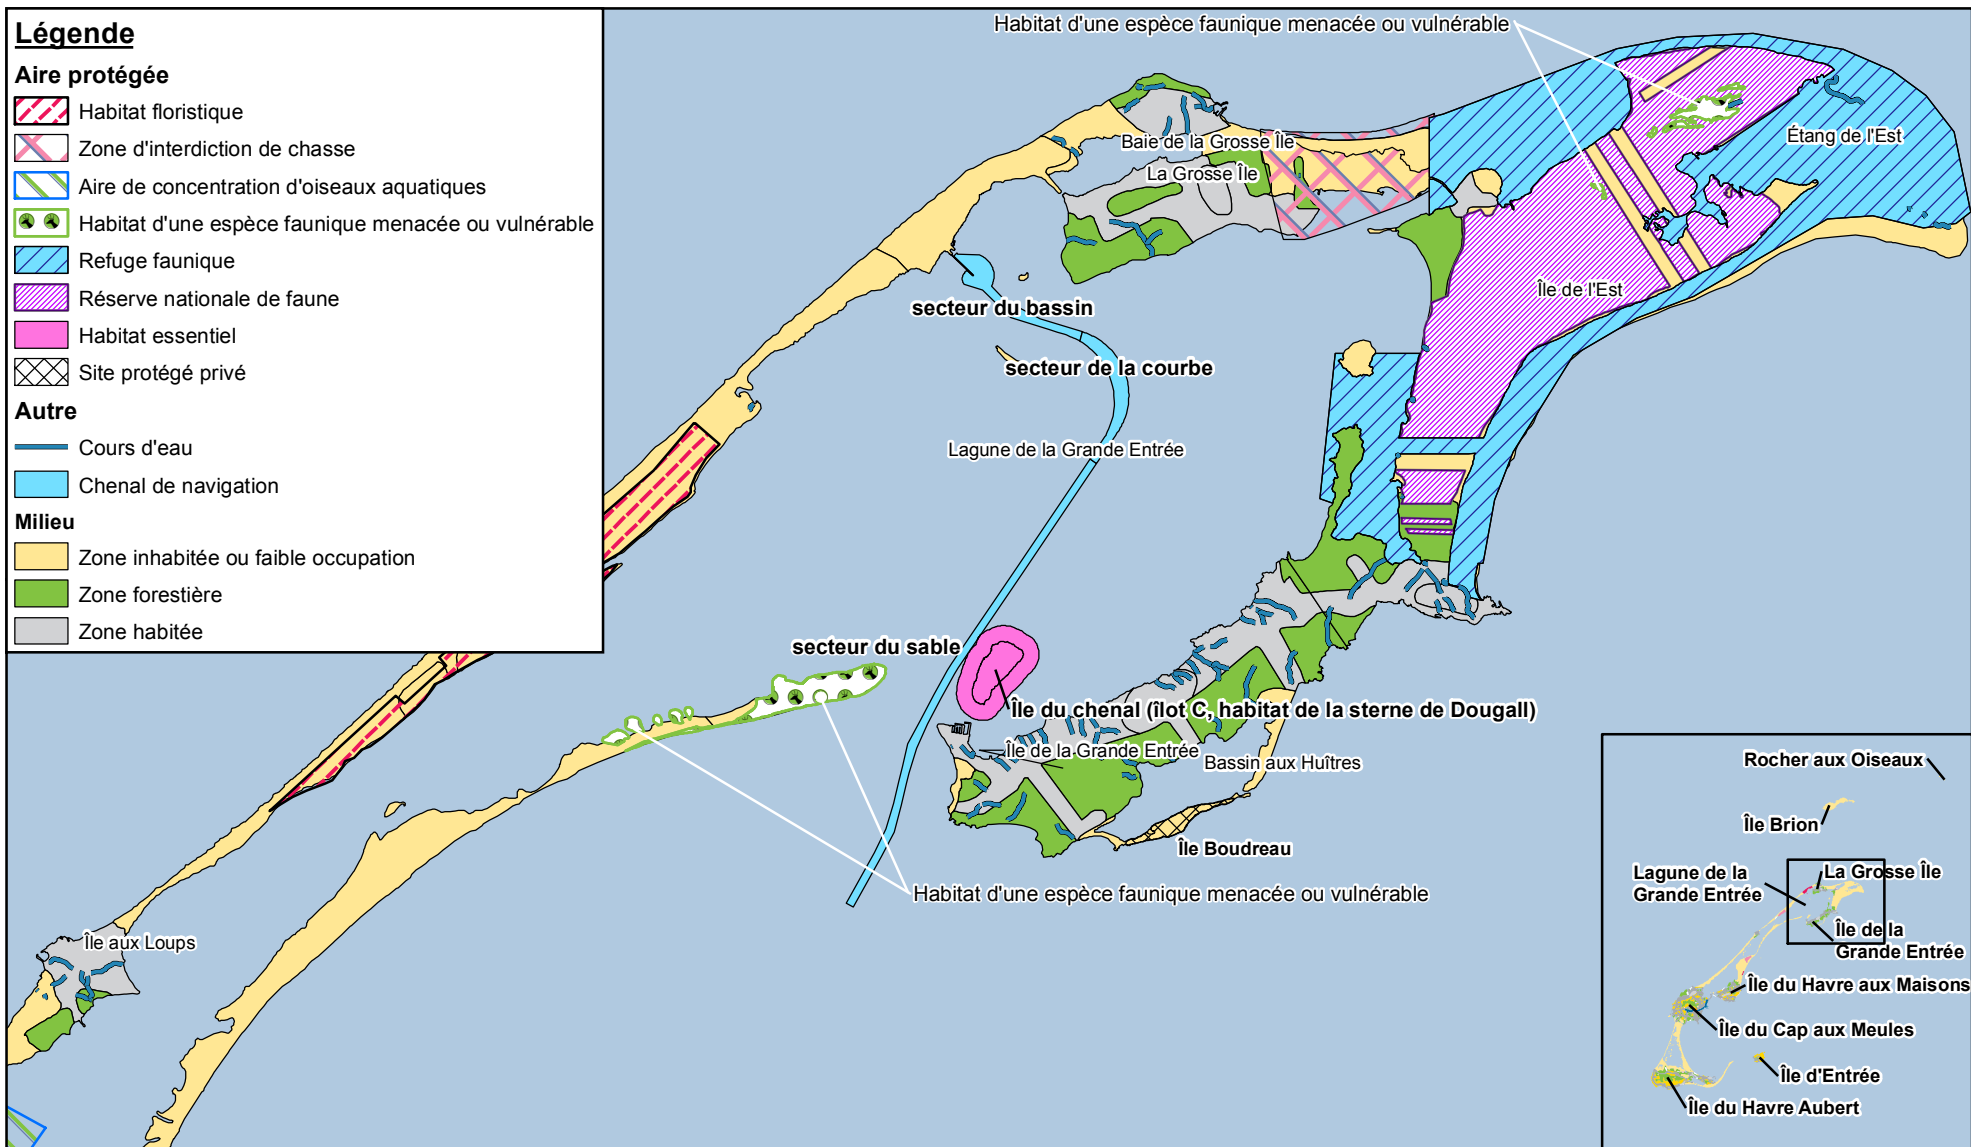 Légende
Aire protégée
Habitat floristique
Zone d'interdiction de chasse
Aire de concentration d'oiseaux aquatiques
Habitat d'une espèce faunique menacée ou vulnérable
Refuge faunique
Réserve nationale de faune
Habitat essentiel
Site protégé privé
Autre
Cours d'eau
Chenal de navigation
Milieu
Zone inhabitée ou faible occupation
Zone forestière
Zone habitée
Habitat d'une espèce faunique menacée ou vulnérable
Baie de la Grosse Île
La Grosse Île
Étang de l'Est
Île de l'Est
secteur du bassin
secteur de la courbe
Lagune de la Grande Entrée
secteur du sable
Île du chenal (îlot C, habitat de la sterne de Dougall)
Île de la Grande Entrée
Bassin aux Huîtres
Île Boudreau
Habitat d'une espèce faunique menacée ou vulnérable
Île aux Loups
Rocher aux Oiseaux
Île Brion
Lagune de la
Grande Entrée
La Grosse Île
Île de la
Grande Entrée
Île du Havre aux Maisons
Île du Cap aux Meules
Île d'Entrée
Île du Havre Aubert